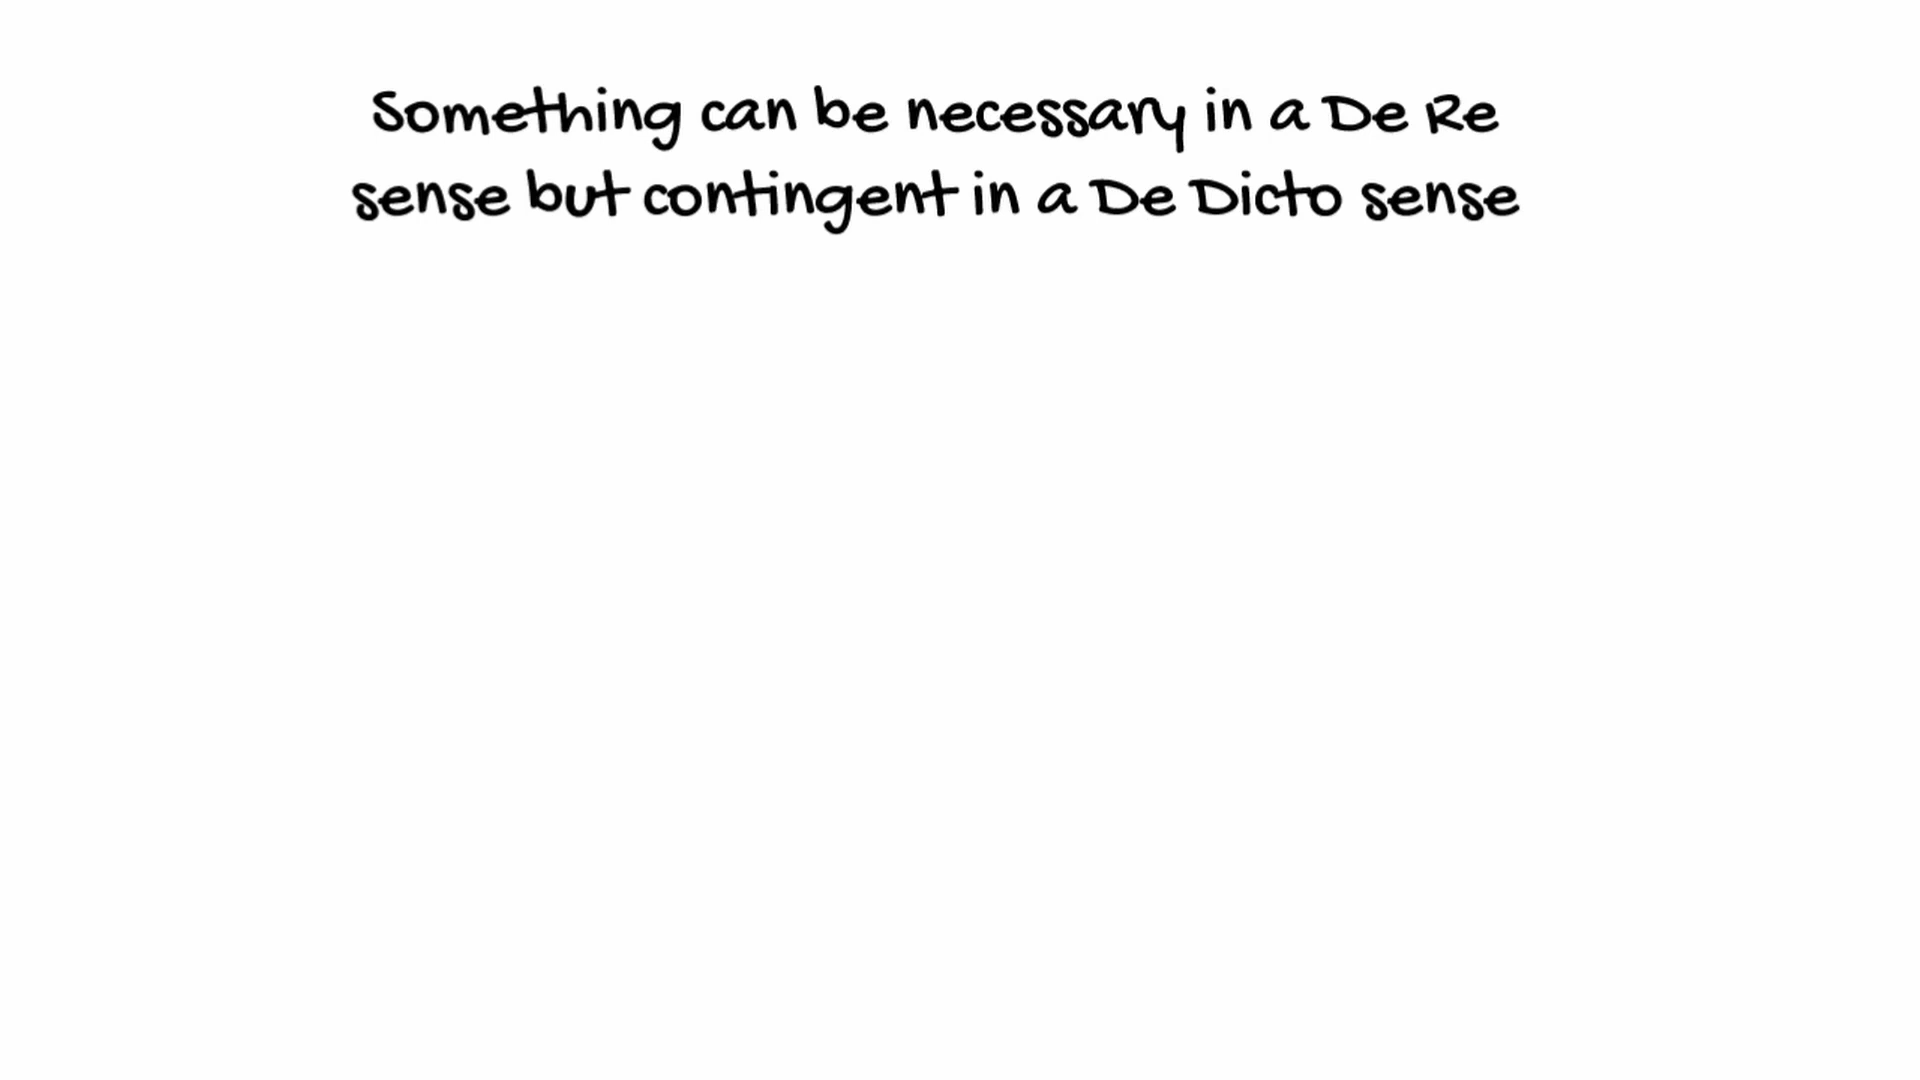 Something can be necessary in a De Re
sense but contingent in a De Dicto sense